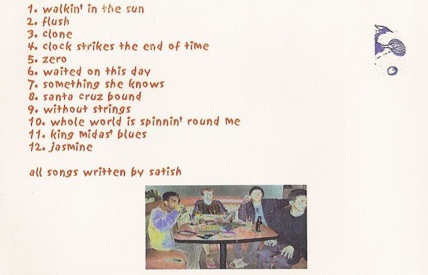 1. walkin' in the sun
2. flush
3. clone
4. clock strikes the end of time
5. zero
6. waited on this day
7. something she knows
8. santa cruz bound
9. without strings
10. whole world is spinnin' round me
11. king midas' blues
12. jasmine
all songs written by satish